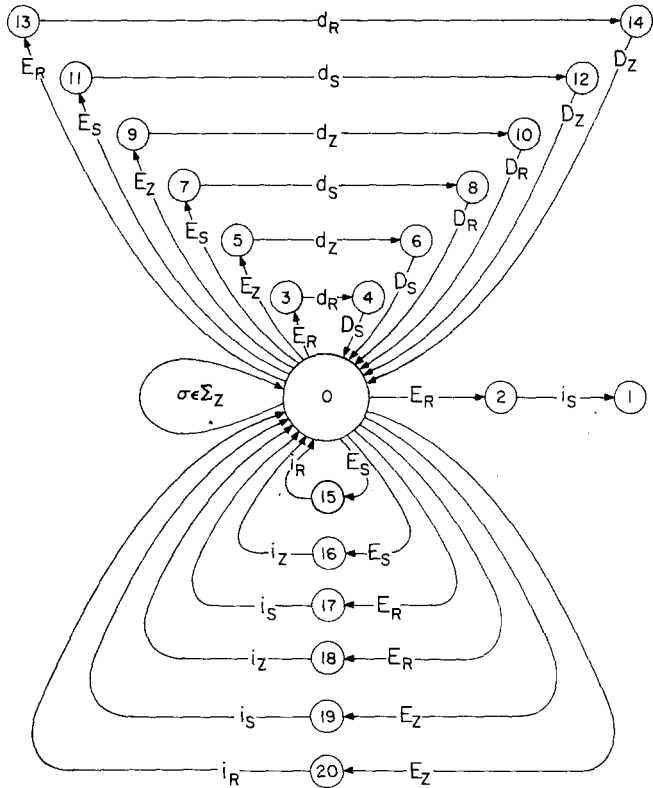 13 d_R 14
E_R D_Z
11 d_S 12
E_S D_Z
9 d_Z 10
E_Z D_R
7 d_S 8
E_S D_R
5 d_Z 6
E_Z D_S
3 d_R 4
E_R D_S
σϵΣ_Z 0 E_R 2 i_S 1
i_R E_S
15
i_Z 16 E_S
i_S 17 E_R
i_Z 18 E_R
i_S 19 E_Z
i_R 20 E_Z